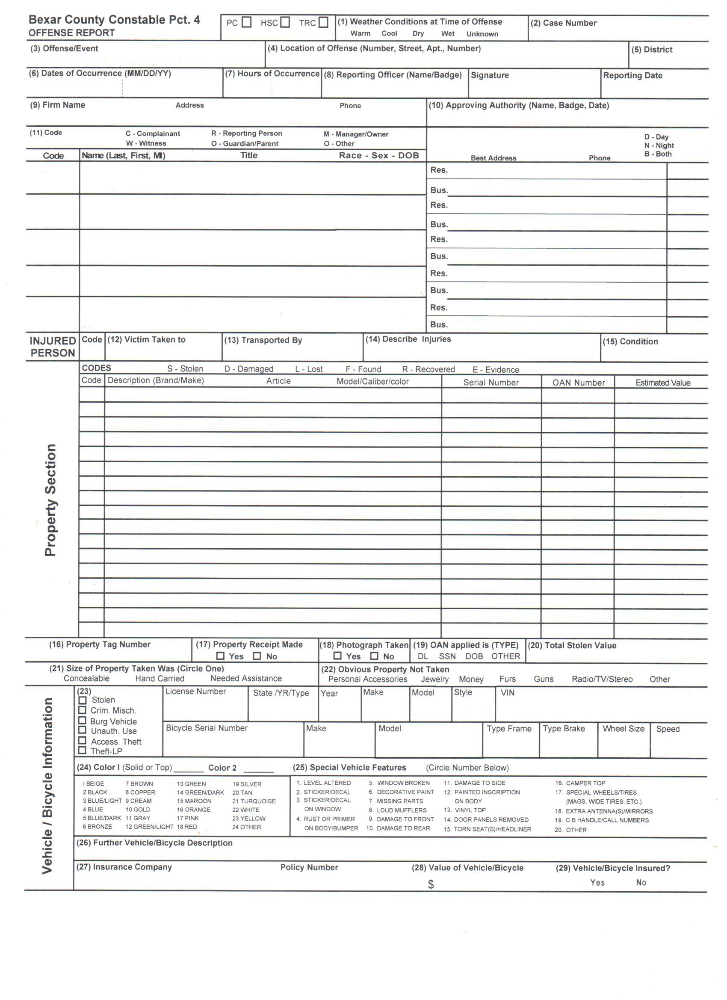 Bexar County Constable Pct. 4
OFFENSE REPORT
PC HSC TRC
(1) Weather Conditions at Time of Offense
Warm Cool Dry Wet Unknown
(2) Case Number
(3) Offense/Event
(4) Location of Offense (Number, Street, Apt., Number)
(5) District
(6) Dates of Occurrence (MM/DD/YY)
(7) Hours of Occurrence
(8) Reporting Officer (Name/Badge)
Signature
Reporting Date
(9) Firm Name Address Phone
(10) Approving Authority (Name, Badge, Date)
(11) Code C - Complainant R - Reporting Person M - Manager/Owner
W - Witness O - Guardian/Parent O - Other
D - Day
N - Night
B - Both
Code Name (Last, First, MI) Title Race - Sex - DOB
Best Address Phone
Res.
Bus.
Res.
Bus.
Res.
Bus.
Res.
Bus.
Res.
Bus.
INJURED
PERSON
Code (12) Victim Taken to
(13) Transported By
(14) Describe Injuries
(15) Condition
Property Section
CODES S - Stolen D - Damaged L - Lost F - Found R - Recovered E - Evidence
Code Description (Brand/Make) Article Model/Caliber/color Serial Number OAN Number Estimated Value
(16) Property Tag Number
(17) Property Receipt Made
Yes No
(18) Photograph Taken
Yes No
(19) OAN applied is (TYPE)
DL SSN DOB OTHER
(20) Total Stolen Value
(21) Size of Property Taken Was (Circle One)
Concealable Hand Carried Needed Assistance
(22) Obvious Property Not Taken
Personal Accessories Jewelry Money Furs Guns Radio/TV/Stereo Other
Vehicle / Bicycle Information
(23)
Stolen
Crim. Misch.
Burg Vehicle
Unauth. Use
Access. Theft
Theft-LP
License Number State /YR/Type Year Make Model Style VIN
Bicycle Serial Number Make Model Type Frame Type Brake Wheel Size Speed
(24) Color I (Solid or Top)______ Color 2 ______
1 BEIGE 7 BROWN 13 GREEN 19 SILVER
2 BLACK 8 COPPER 14 GREEN/DARK 20 TAN
3 BLUE/LIGHT 9 CREAM 15 MAROON 21 TURQUOISE
4 BLUE 10 GOLD 16 ORANGE 22 WHITE
5 BLUE/DARK 11 GRAY 17 PINK 23 YELLOW
6 BRONZE 12 GREEN/LIGHT 18 RED 24 OTHER
(25) Special Vehicle Features (Circle Number Below)
1. LEVEL ALTERED
2. STICKER/DECAL
3. STICKER/DECAL
ON WINDOW
4. RUST OR PRIMER
ON BODY/BUMPER
5. WINDOW BROKEN
6. DECORATIVE PAINT
7. MISSING PARTS
8. LOUD MUFFLERS
9. DAMAGE TO FRONT
10. DAMAGE TO REAR
11. DAMAGE TO SIDE
12. PAINTED INSCRIPTION
ON BODY
13. VINYL TOP
14. DOOR PANELS REMOVED
15. TORN SEAT(S)/HEADLINER
16. CAMPER TOP
17. SPECIAL WHEELS/TIRES
(MAGS, WIDE TIRES, ETC.)
18. EXTRA ANTENNA(S)/MIRRORS
19. C B HANDLE/CALL NUMBERS
20. OTHER
(26) Further Vehicle/Bicycle Description
(27) Insurance Company Policy Number
(28) Value of Vehicle/Bicycle
$
(29) Vehicle/Bicycle Insured?
Yes No